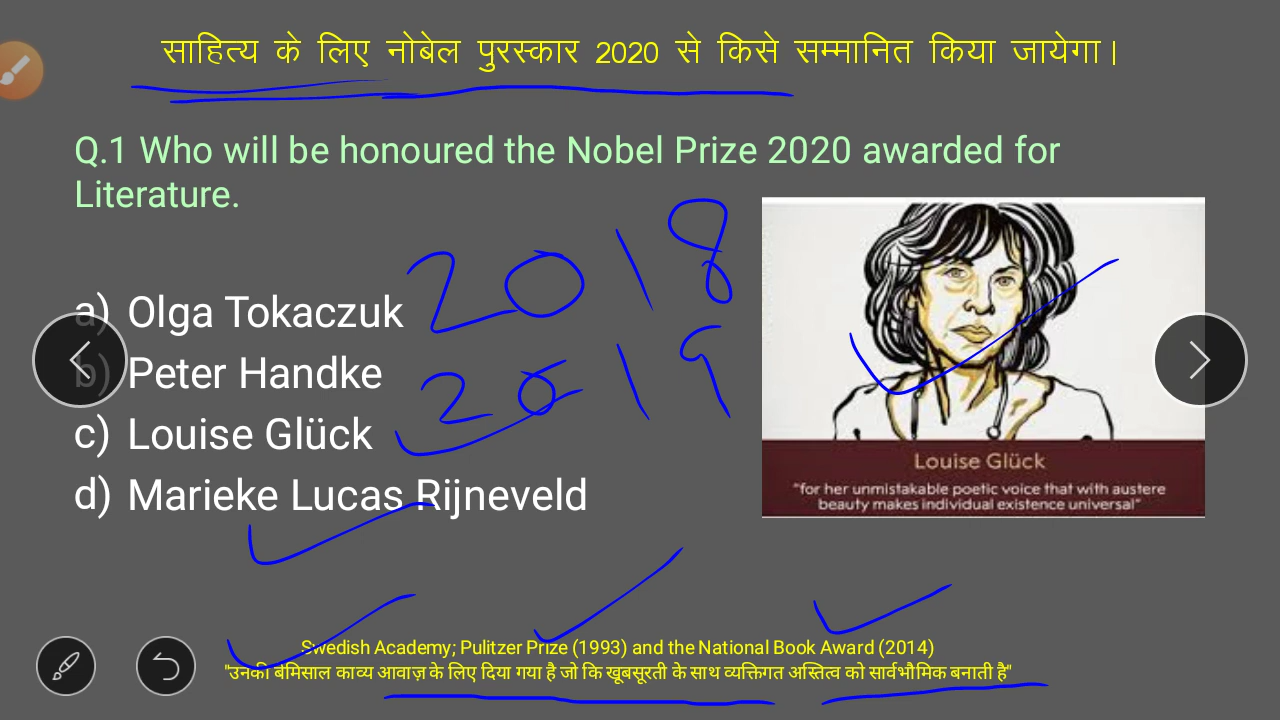 साहित्य के लिए नोबेल पुरस्कार 2020 से किसे सम्मानित किया जायेगा।
Q.1 Who will be honoured the Nobel Prize 2020 awarded for
Literature.
a) Olga Tokaczuk 2018
b) Peter Handke 2019
c) Louise Glück
d) Marieke Lucas Rijneveld
Louise Glück
"for her unmistakable poetic voice that with austere
beauty makes individual existence universal"
Swedish Academy; Pulitzer Prize (1993) and the National Book Award (2014)
"उनकी बेमिसाल काव्य आवाज़ के लिए दिया गया है जो कि खूबसूरती के साथ व्यक्तिगत अस्तित्व को सार्वभौमिक बनाती है"